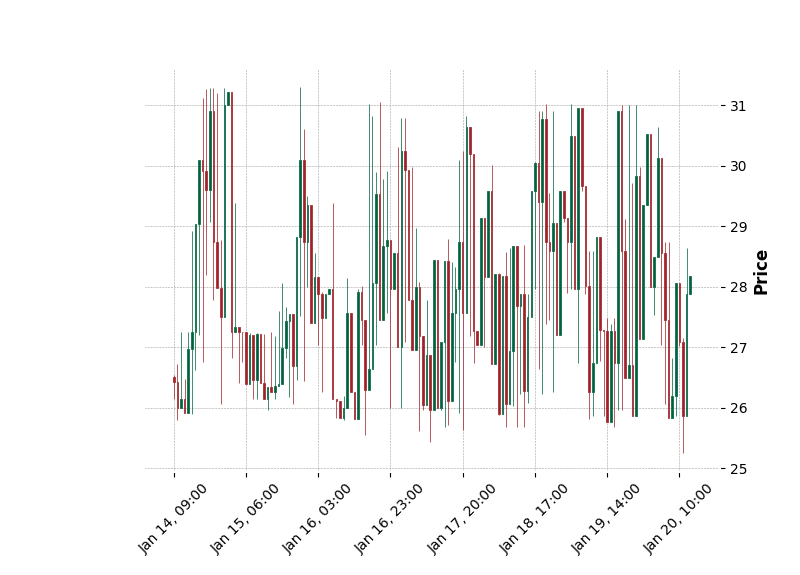 31
30
29
28
27
26
25
Price
Jan 14, 09:00
Jan 15, 06:00
Jan 16, 03:00
Jan 16, 23:00
Jan 17, 20:00
Jan 18, 17:00
Jan 19, 14:00
Jan 20, 10:00